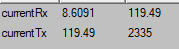 currentRx 8.6091 119.49
currentTx 119.49 2335